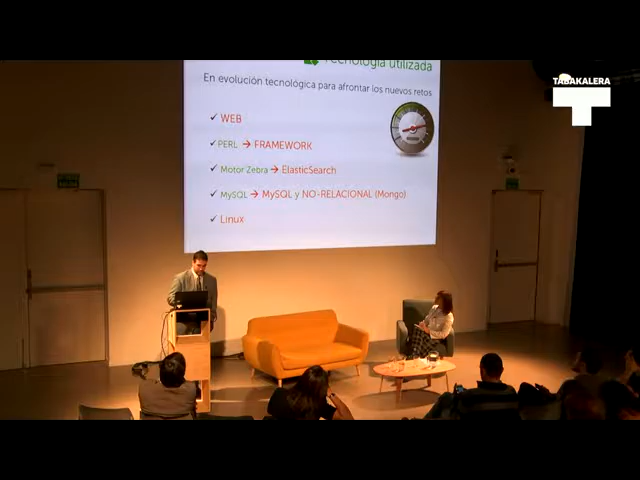 Tecnología utilizada
TABAKALERA
En evolución tecnológica para afrontar los nuevos retos
✓ WEB
✓ PERL → FRAMEWORK
✓ Motor Zebra → ElasticSearch
✓ MySQL → MySQL y NO-RELACIONAL (Mongo)
✓ Linux